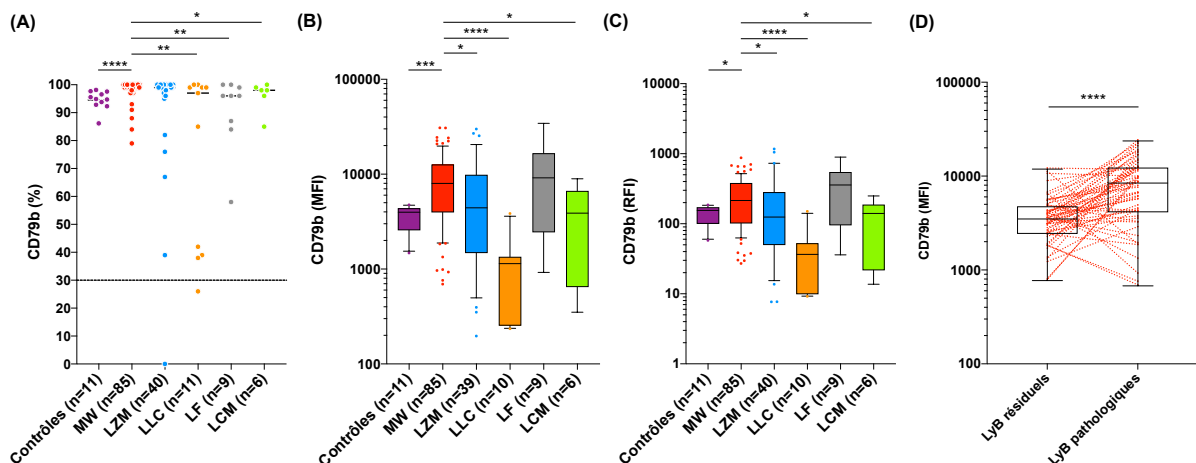 (A)
*
**
**
****
CD79b (%)
100
90
80
70
60
50
40
30
20
10
0
Contrôles (n=11)
MW (n=85)
LZM (n=40)
LLC (n=11)
LF (n=9)
LCM (n=6)
(B)
*
****
*
***
CD79b (MFI)
100000
10000
1000
100
Contrôles (n=11)
MW (n=85)
LZM (n=39)
LLC (n=10)
LF (n=9)
LCM (n=6)
(C)
*
****
*
*
CD79b (RFI)
10000
1000
100
10
1
Contrôles (n=11)
MW (n=85)
LZM (n=40)
LLC (n=10)
LF (n=9)
LCM (n=6)
(D)
****
CD79b (MFI)
100000
10000
1000
100
LyB résiduels
LyB pathologiques